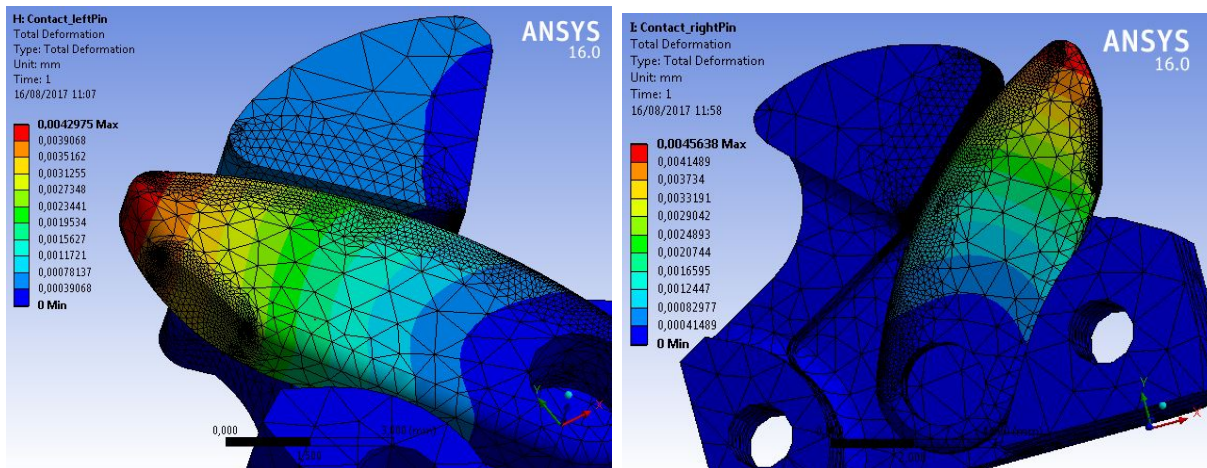 H: Contact_leftPin
Total Deformation
Type: Total Deformation
Unit: mm
Time: 1
16/08/2017 11:07
0,0042975 Max
0,0039068
0,0035162
0,0031255
0,0027348
0,0023441
0,0019534
0,0015627
0,0011721
0,00078137
0,00039068
0 Min
ANSYS
16.0
0,000
Y
X
I: Contact_rightPin
Total Deformation
Type: Total Deformation
Unit: mm
Time: 1
16/08/2017 11:58
0,0045638 Max
0,0041489
0,003734
0,0033191
0,0029042
0,0024893
0,0020744
0,0016595
0,0012447
0,00082977
0,00041489
0 Min
ANSYS
16.0
Y
X